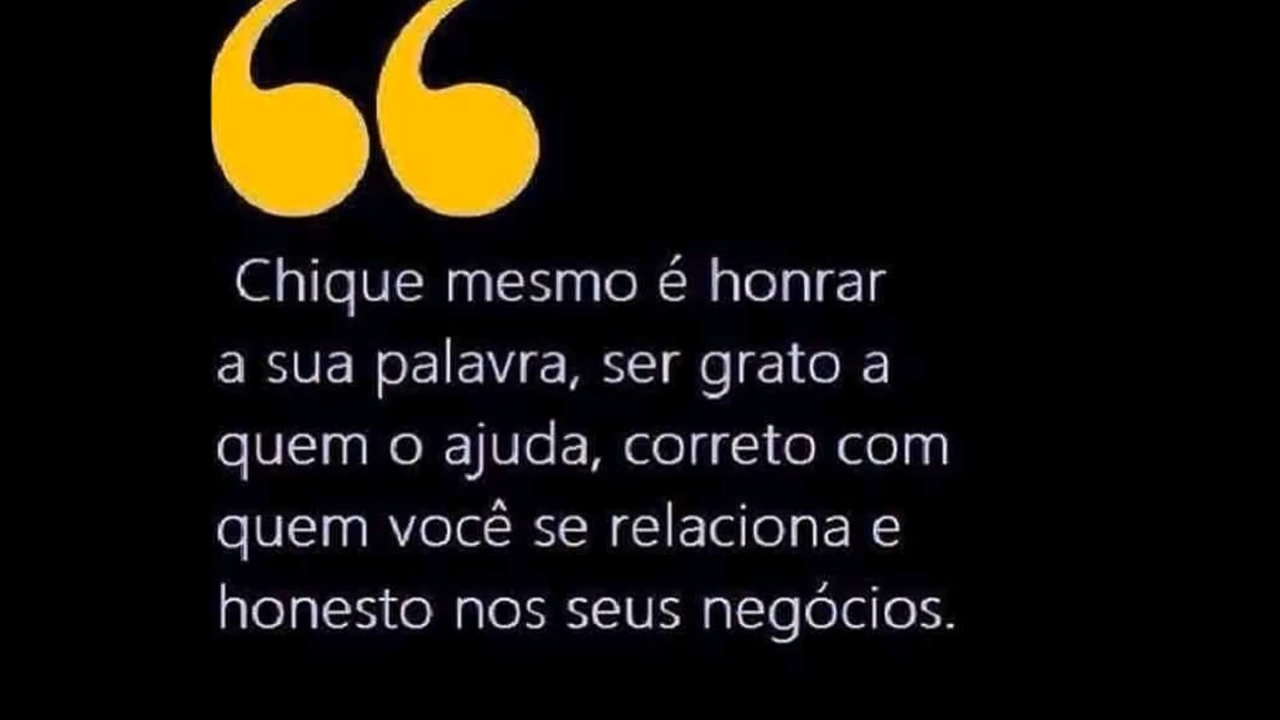 Chique mesmo é honrar
a sua palavra, ser grato a
quem o ajuda, correto com
quem você se relaciona e
honesto nos seus negócios.